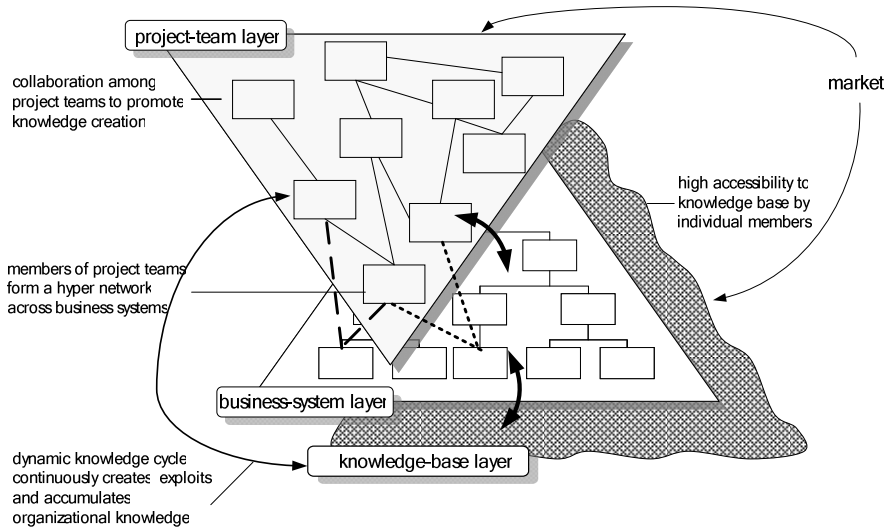 project-team layer
collaboration among
project teams to promote
knowledge creation
market
high accessibility to
knowledge base by
individual members
members of project teams
form a hyper network
across business systems
business-system layer
knowledge-base layer
dynamic knowledge cycle
continuously creates exploits
and accumulates
organizational knowledge